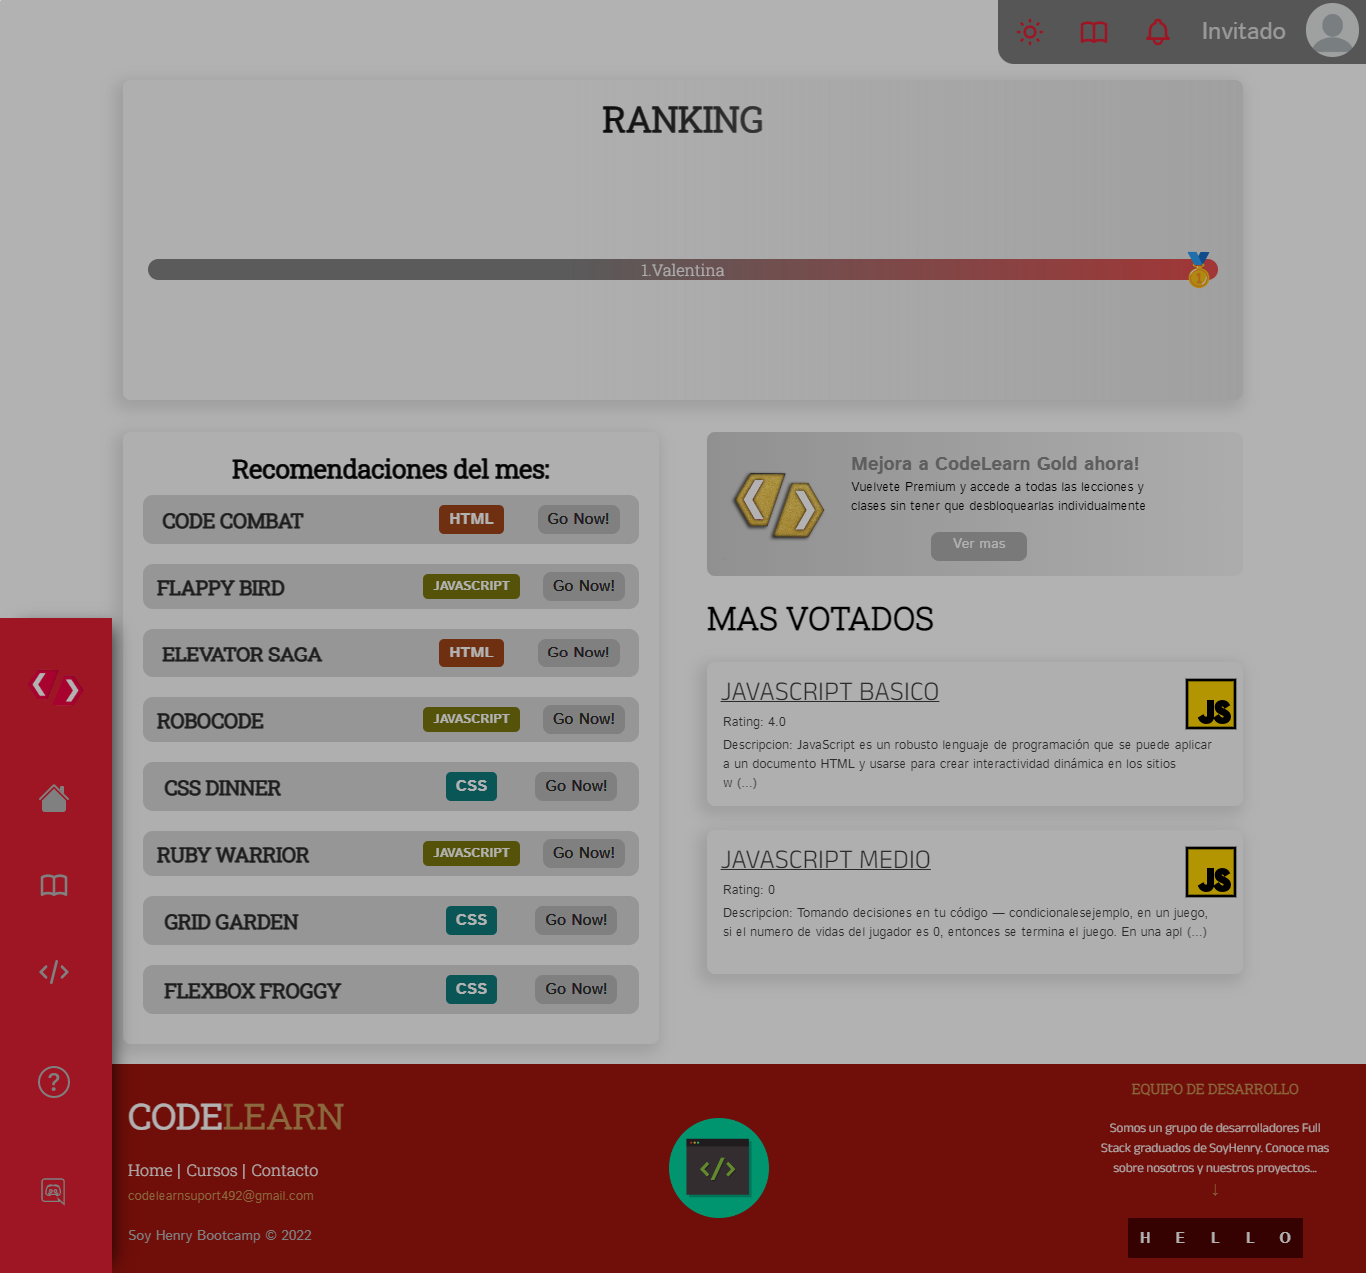 Invitado
RANKING
1.Valentina
Recomendaciones del mes:
CODE COMBAT HTML Go Now!
FLAPPY BIRD JAVASCRIPT Go Now!
ELEVATOR SAGA HTML Go Now!
ROBOCODE JAVASCRIPT Go Now!
CSS DINNER CSS Go Now!
RUBY WARRIOR JAVASCRIPT Go Now!
GRID GARDEN CSS Go Now!
FLEXBOX FROGGY CSS Go Now!
Mejora a CodeLearn Gold ahora!
Vuelvete Premium y accede a todas las lecciones y
clases sin tener que desbloquearlas individualmente
Ver mas
MAS VOTADOS
JAVASCRIPT BASICO
JS
Rating: 4.0
Descripcion: JavaScript es un robusto lenguaje de programación que se puede aplicar
a un documento HTML y usarse para crear interactividad dinámica en los sitios
w (...)
JAVASCRIPT MEDIO
JS
Rating: 0
Descripcion: Tomando decisiones en tu código — condicionalesejemplo, en un juego,
si el numero de vidas del jugador es 0, entonces se termina el juego. En una apl (...)
CODELEARN
Home | Cursos | Contacto
codelearnsuport492@gmail.com
Soy Henry Bootcamp © 2022
EQUIPO DE DESARROLLO
Somos un grupo de desarrolladores Full
Stack graduados de SoyHenry. Conoce mas
sobre nosotros y nuestros proyectos...
↓
H E L L O